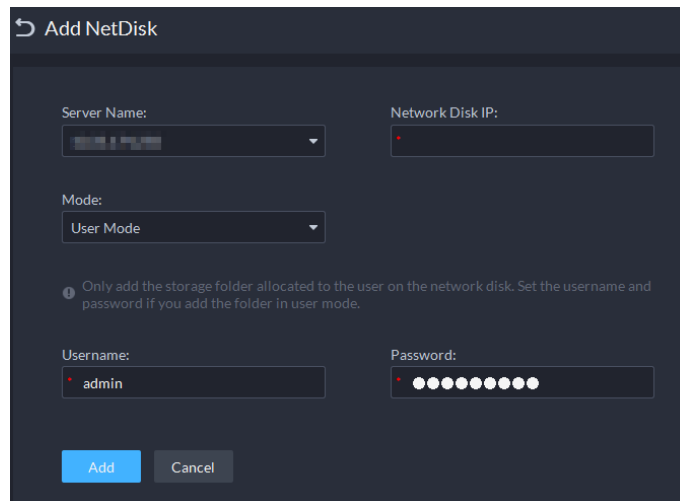 Add NetDisk
Server Name:
Network Disk IP:
*
Mode:
User Mode
Only add the storage folder allocated to the user on the network disk. Set the username and
password if you add the folder in user mode.
Username:
Password:
* admin
* ●●●●●●●●●
Add
Cancel